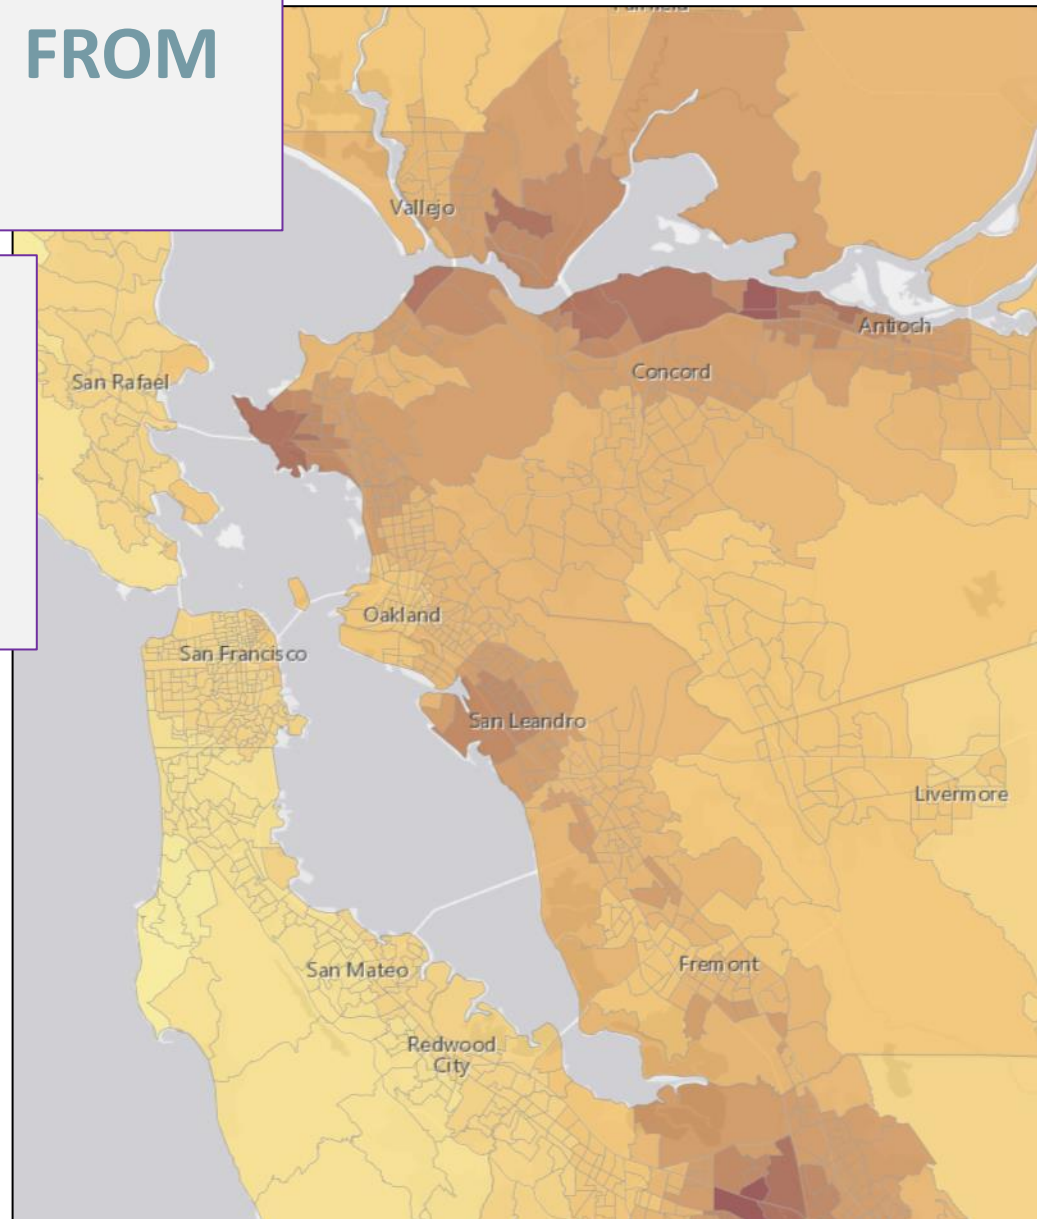 FROM
Vallejo
Antioch
San Rafael
Concord
Oakland
San Francisco
San Leandro
Livermore
San Mateo
Fremont
Redwood
City